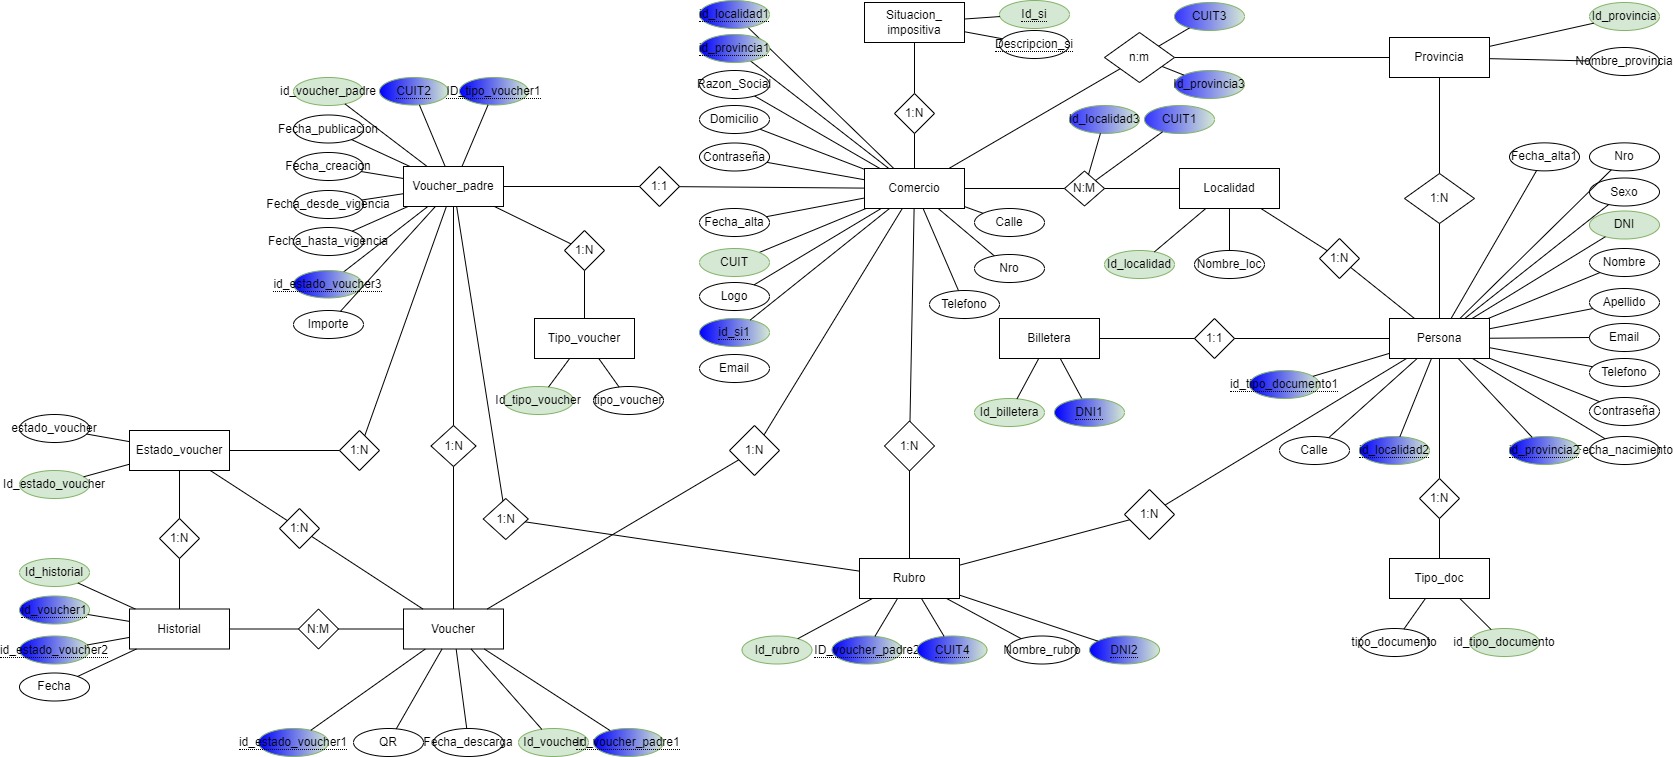 id_localidad1
Situacion_
impositiva
Id_si
Descripcion_si
CUIT3
Id_provincia
id_provincia1
n:m
Provincia
Nombre_provincia
id_voucher_padre
CUIT2
ID_tipo_voucher1
Razon_Social
id_provincia3
Fecha_publicacion
Domicilio
1:N
id_localidad3
CUIT1
Fecha_creacion
Contraseña
Fecha_alta1
Nro
Voucher_padre
1:1
Comercio
N:M
Localidad
1:N
Sexo
Fecha_desde_vigencia
Fecha_alta
Calle
DNI
Fecha_hasta_vigencia
1:N
CUIT
Nro
Id_localidad
Nombre_loc
1:N
Nombre
id_estado_voucher3
Logo
Telefono
Apellido
Importe
Tipo_voucher
id_si1
Billetera
1:1
Persona
Email
Email
Telefono
Id_tipo_voucher
tipo_voucher
id_tipo_documento1
Id_billetera
DNI1
Contraseña
estado_voucher
Estado_voucher
1:N
1:N
1:N
1:N
Calle
id_localidad2
id_provincia2
Fecha_nacimiento
Id_estado_voucher
1:N
1:N
1:N
1:N
1:N
1:N
Id_historial
Rubro
Tipo_doc
id_voucher1
Historial
N:M
Voucher
id_estado_voucher2
Id_rubro
ID_voucher_padre2
CUIT4
Nombre_rubro
DNI2
tipo_documento
id_tipo_documento
Fecha
id_estado_voucher1
QR
Fecha_descarga
Id_voucher
id_voucher_padre1